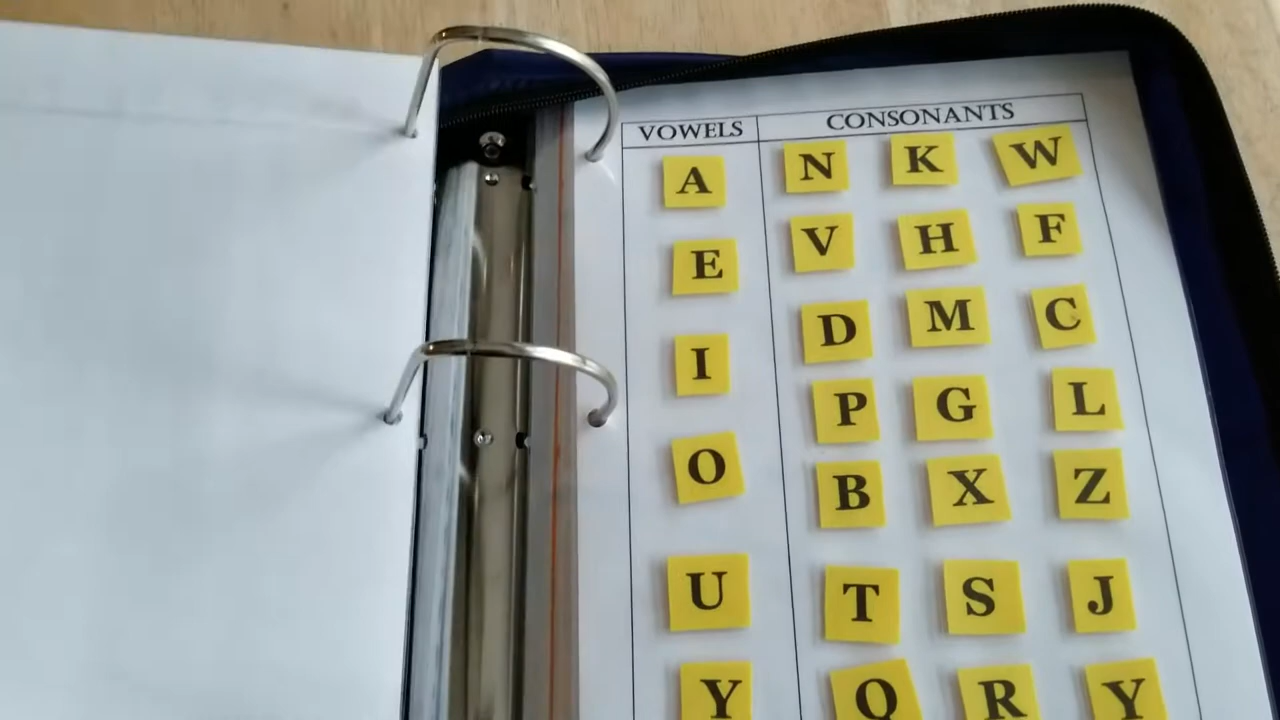 VOWELS CONSONANTS
A N K W
E V H F
I D M C
P G L
O B X Z
U T S J
Y Q R Y